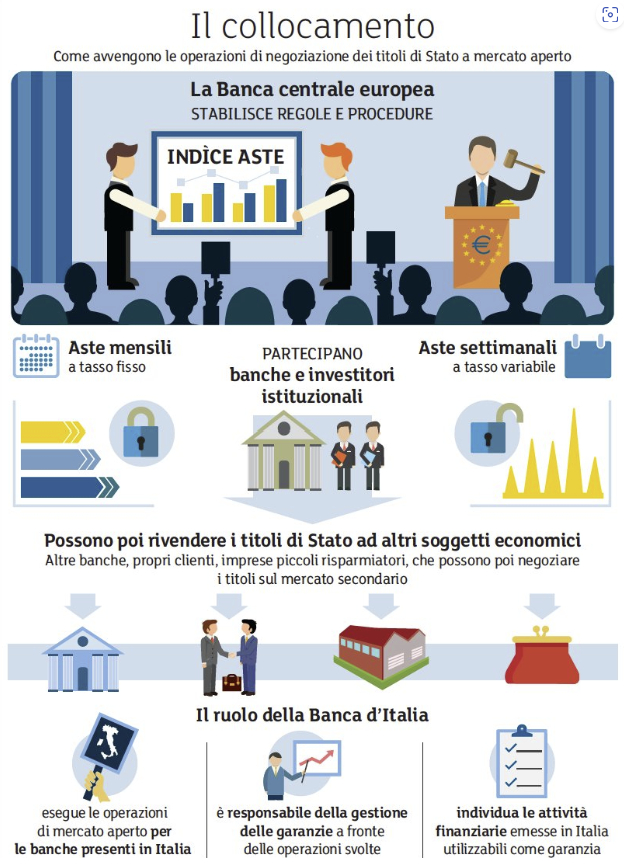 Il collocamento
Come avvengono le operazioni di negoziazione dei titoli di Stato a mercato aperto
La Banca centrale europea
STABILISCE REGOLE E PROCEDURE
INDÌCE ASTE
€
Aste mensili
a tasso fisso
PARTECIPANO
banche e investitori
istituzionali
Aste settimanali
a tasso variabile
Possono poi rivendere i titoli di Stato ad altri soggetti economici
Altre banche, propri clienti, imprese piccoli risparmiatori, che possono poi negoziare
i titoli sul mercato secondario
Il ruolo della Banca d'Italia
esegue le operazioni
di mercato aperto per
le banche presenti in Italia
è responsabile della gestione
delle garanzie a fronte
delle operazioni svolte
individua le attività
finanziarie emesse in Italia
utilizzabili come garanzia